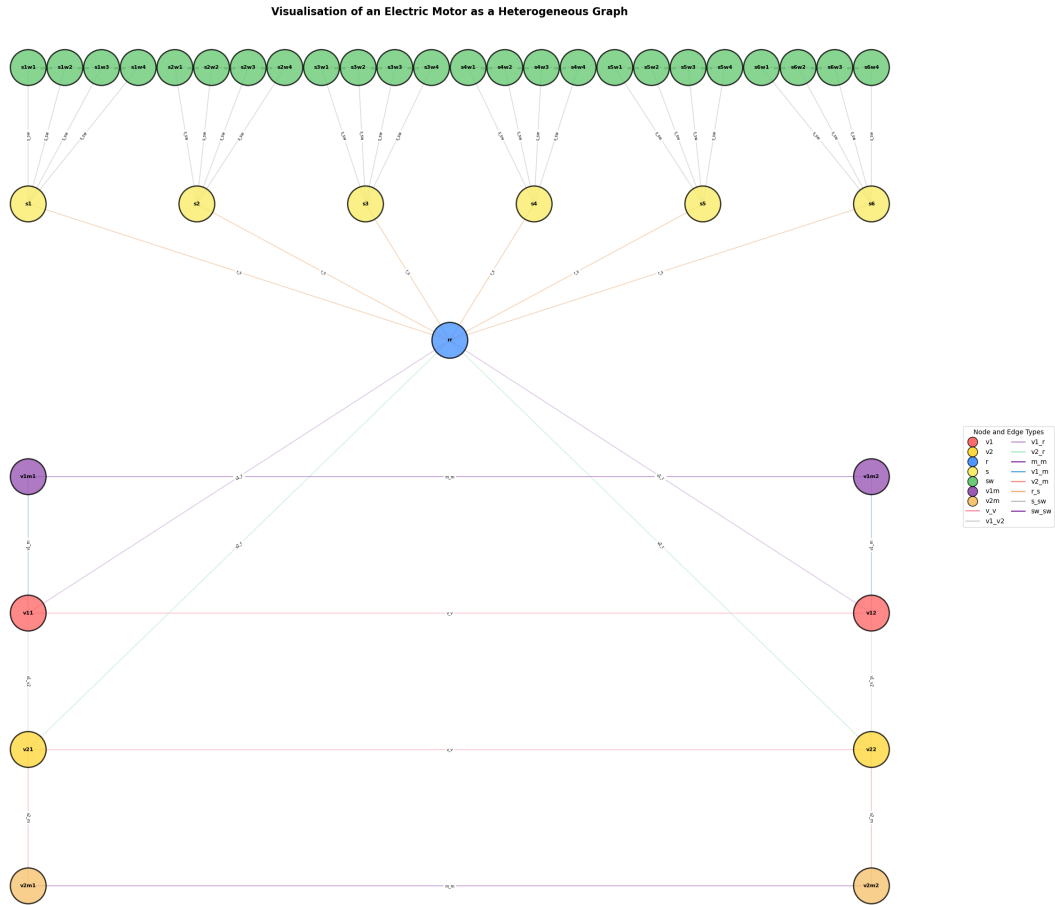 Visualisation of an Electric Motor as a Heterogeneous Graph
s1w1 s1w2 s1w3 s1w4 s2w1 s2w2 s2w3 s2w4 s3w1 s3w2 s3w3 s3w4 s4w1 s4w2 s4w3 s4w4 s5w1 s5w2 s5w3 s5w4 s6w1 s6w2 s6w3 s6w4
s1 s2 s3 s4 s5 s6
rr
Node and Edge Types
v1 v1_r
v2 v2_r
r m_m
s v1_m
sw v2_m
v1m r_s
v2m s_sw
v_v sw_sw
v1_v2
v1m1 m_m v1m2
v11 v12
v21 v22
v2m1 m_m v2m2